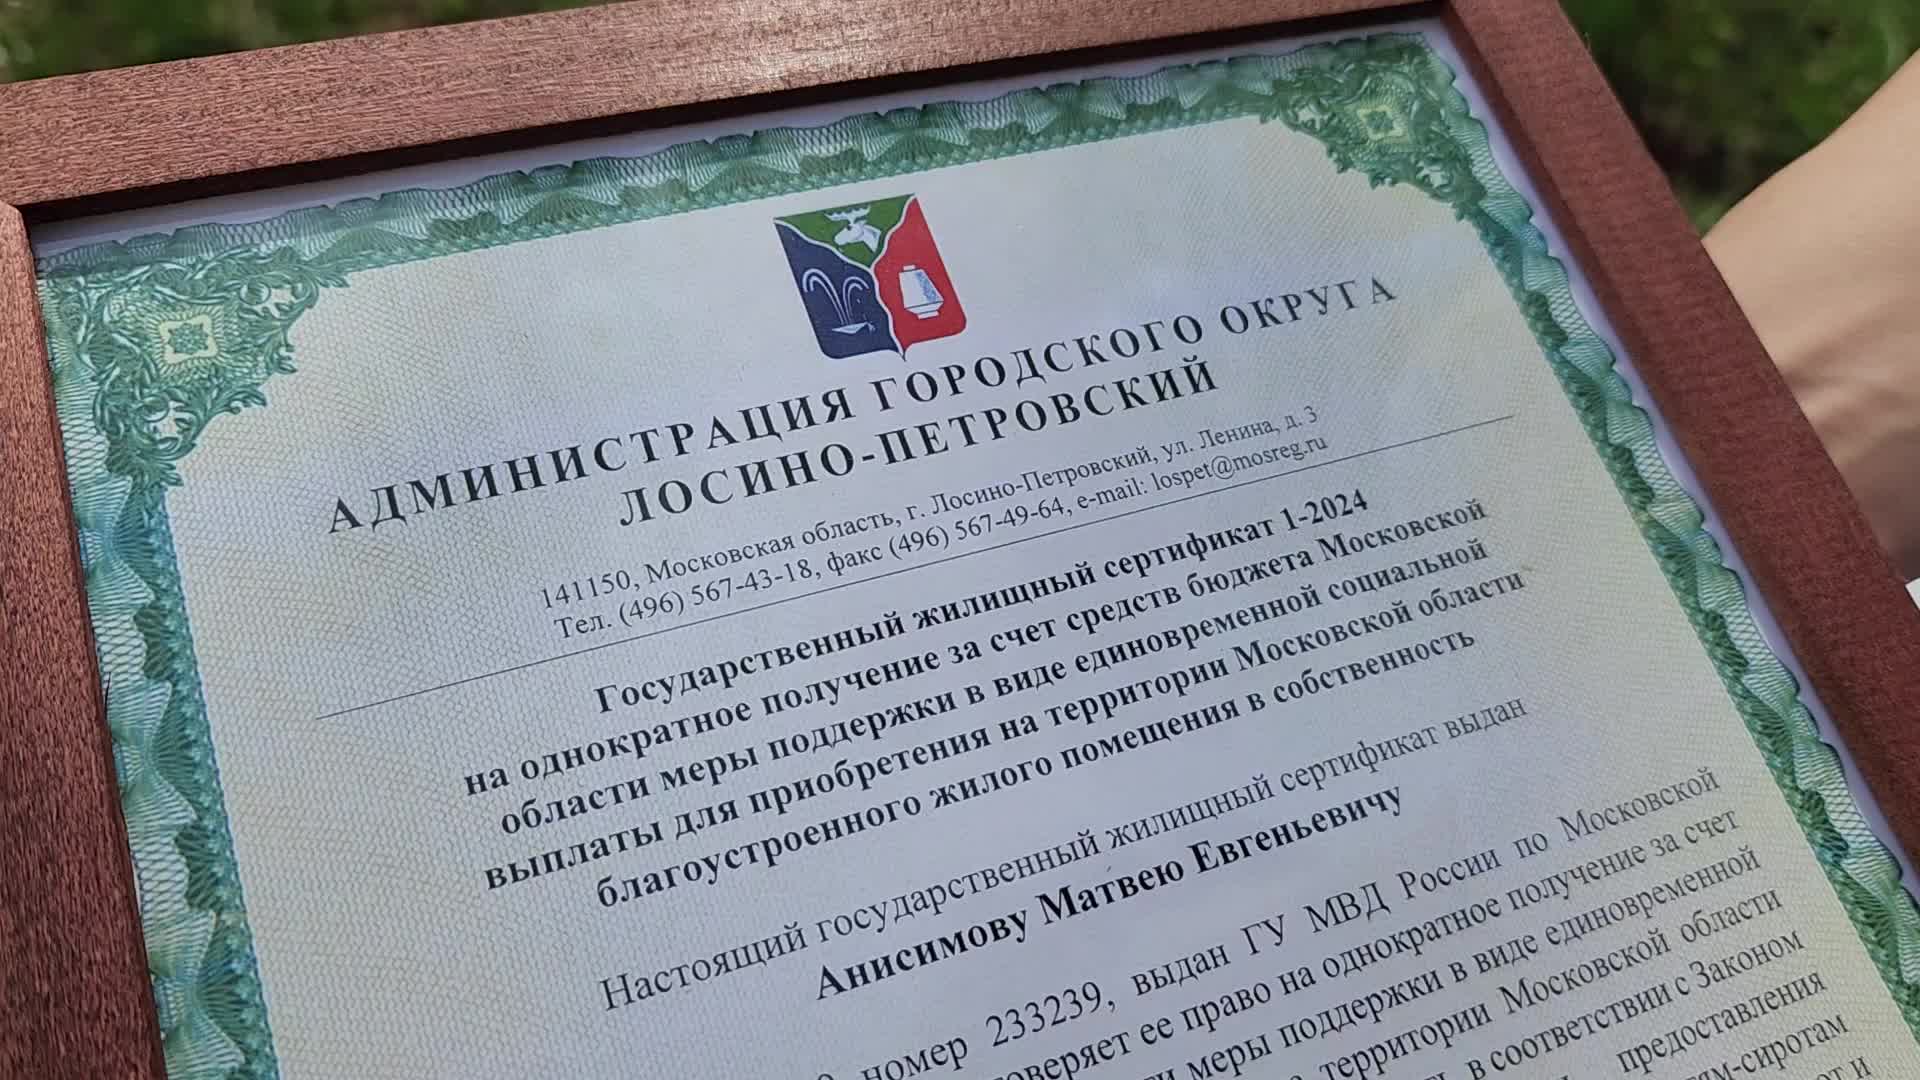 АДМИНИСТРАЦИЯ ГОРОДСКОГО ОКРУГА
ЛОСИНО-ПЕТРОВСКИЙ
141150, Московская область, г. Лосино-Петровский, ул. Ленина, д. 3
Тел. (496) 567-43-18, факс (496) 567-49-64, e-mail: lospet@mosreg.ru
Государственный жилищный сертификат 1-2024
на однократное получение за счет средств бюджета Московской
области меры поддержки в виде единовременной социальной
выплаты для приобретения на территории Московской области
благоустроенного жилого помещения в собственность
Настоящий государственный жилищный сертификат выдан
Анисимову Матвею Евгеньевичу
номер 233239, выдан ГУ МВД России по Московской
ее право на однократное получение за счет
меры поддержки в виде единовременной
территории Московской области
в соответствии с Законом
предоставления